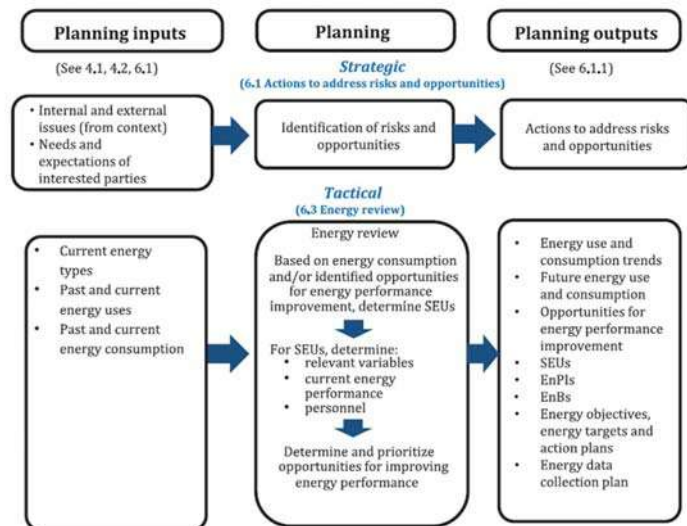 Planning inputs
Planning
Planning outputs
(See 4.1, 4.2, 6.1)
Strategic
(6.1 Actions to address risks and opportunities)
(See 6.1.1)
• Internal and external
issues (from context)
• Needs and
expectations of
interested parties
Identification of risks and
opportunities
Actions to address risks
and opportunities
Tactical
(6.3 Energy review)
• Current energy
types
• Past and current
energy uses
• Past and current
energy consumption
Energy review
Based on energy consumption
and/or identified opportunities
for energy performance
improvement, determine SEUs
For SEUs, determine:
• relevant variables
• current energy
performance
• personnel
Determine and prioritize
opportunities for improving
energy performance
• Energy use and
consumption trends
• Future energy use
and consumption
• Opportunities for
energy performance
improvement
• SEUs
• EnPIs
• EnBs
• Energy objectives,
energy targets and
action plans
• Energy data
collection plan